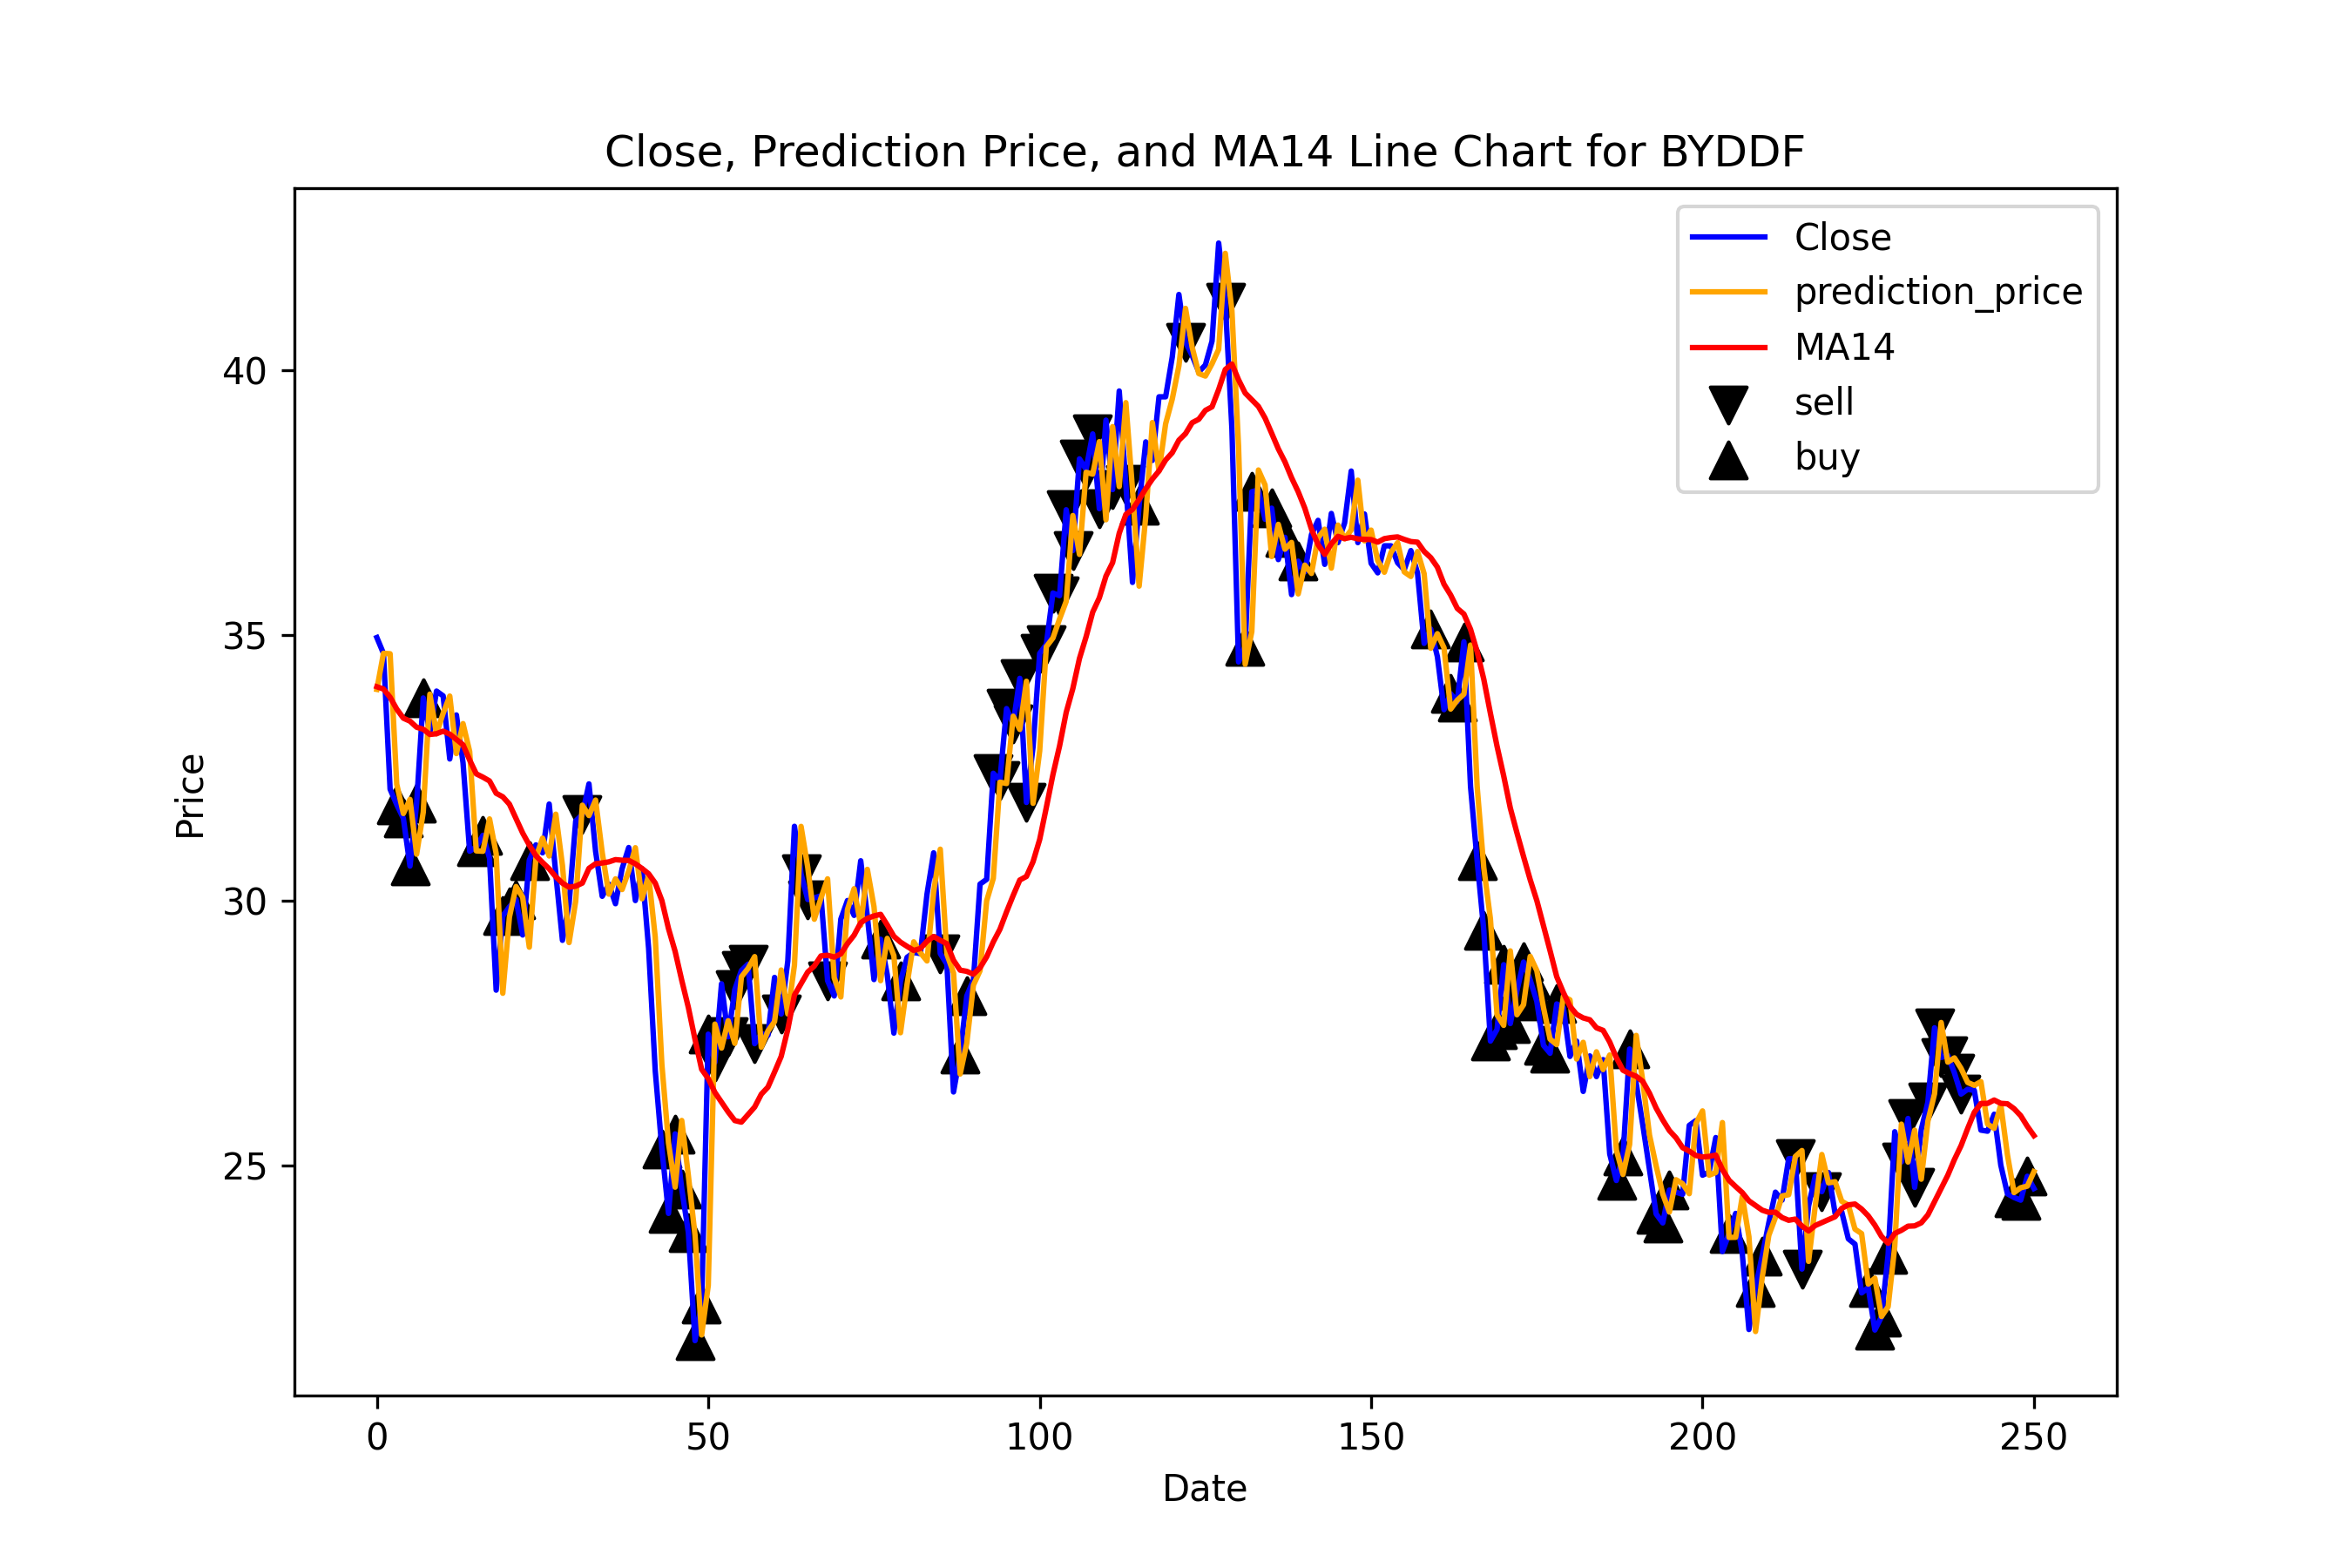 Close, Prediction Price, and MA14 Line Chart for BYDDF
Close
prediction_price
MA14
sell
buy
40
35
30
25
Price
0 50 100 150 200 250
Date